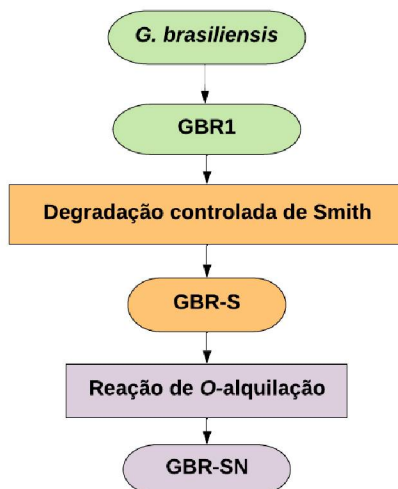 G. brasiliensis
GBR1
Degradação controlada de Smith
GBR-S
Reação de O-alquilação
GBR-SN